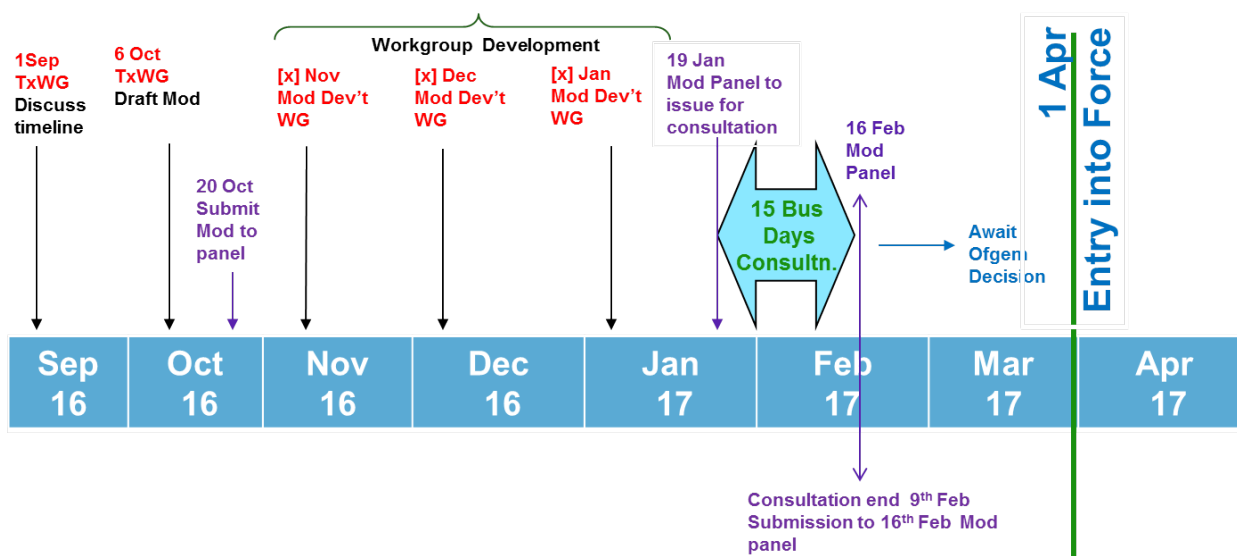 Workgroup Development
1Sep
TxWG
Discuss
timeline
6 Oct
TxWG
Draft Mod
20 Oct
Submit
Mod to
panel
[x] Nov
Mod Dev't
WG
[x] Dec
Mod Dev't
WG
[x] Jan
Mod Dev't
WG
19 Jan
Mod Panel to
issue for
consultation
15 Bus
Days
Consultn.
16 Feb
Mod
Panel
Await
Ofgem
Decision
1 Apr
Entry into Force
Sep
16
Oct
16
Nov
16
Dec
16
Jan
17
Feb
17
Mar
17
Apr
17
Consultation end 9th Feb
Submission to 16th Feb Mod
panel